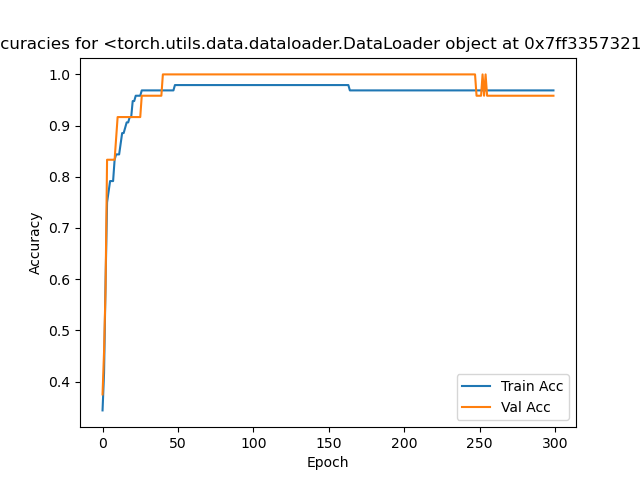 curacies for <torch.utils.data.dataloader.DataLoader object at 0x7ff3357321
1.0
0.9
0.8
0.7
0.6
0.5
0.4
Accuracy
Train Acc
Val Acc
0 50 100 150 200 250 300
Epoch